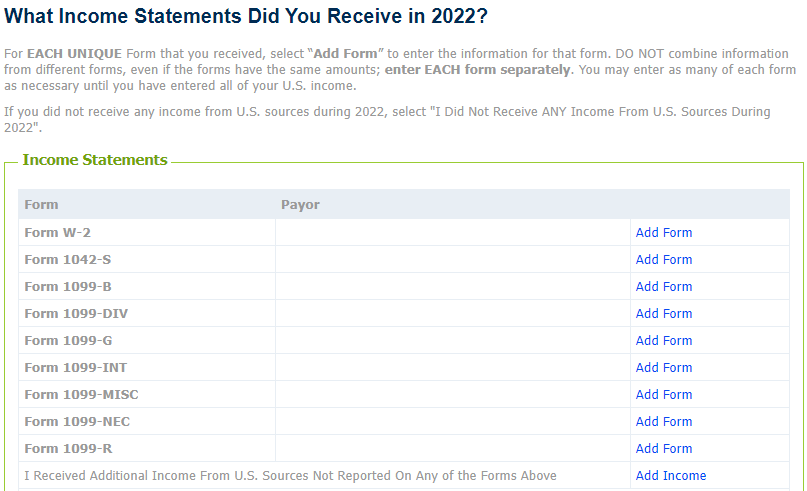 What Income Statements Did You Receive in 2022?
For EACH UNIQUE Form that you received, select “Add Form” to enter the information for that form. DO NOT combine information
from different forms, even if the forms have the same amounts; enter EACH form separately. You may enter as many of each form
as necessary until you have entered all of your U.S. income.
If you did not receive any income from U.S. sources during 2022, select "I Did Not Receive ANY Income From U.S. Sources During
2022".
Income Statements
Form Payor
Form W-2 Add Form
Form 1042-S Add Form
Form 1099-B Add Form
Form 1099-DIV Add Form
Form 1099-G Add Form
Form 1099-INT Add Form
Form 1099-MISC Add Form
Form 1099-NEC Add Form
Form 1099-R Add Form
I Received Additional Income From U.S. Sources Not Reported On Any of the Forms Above Add Income